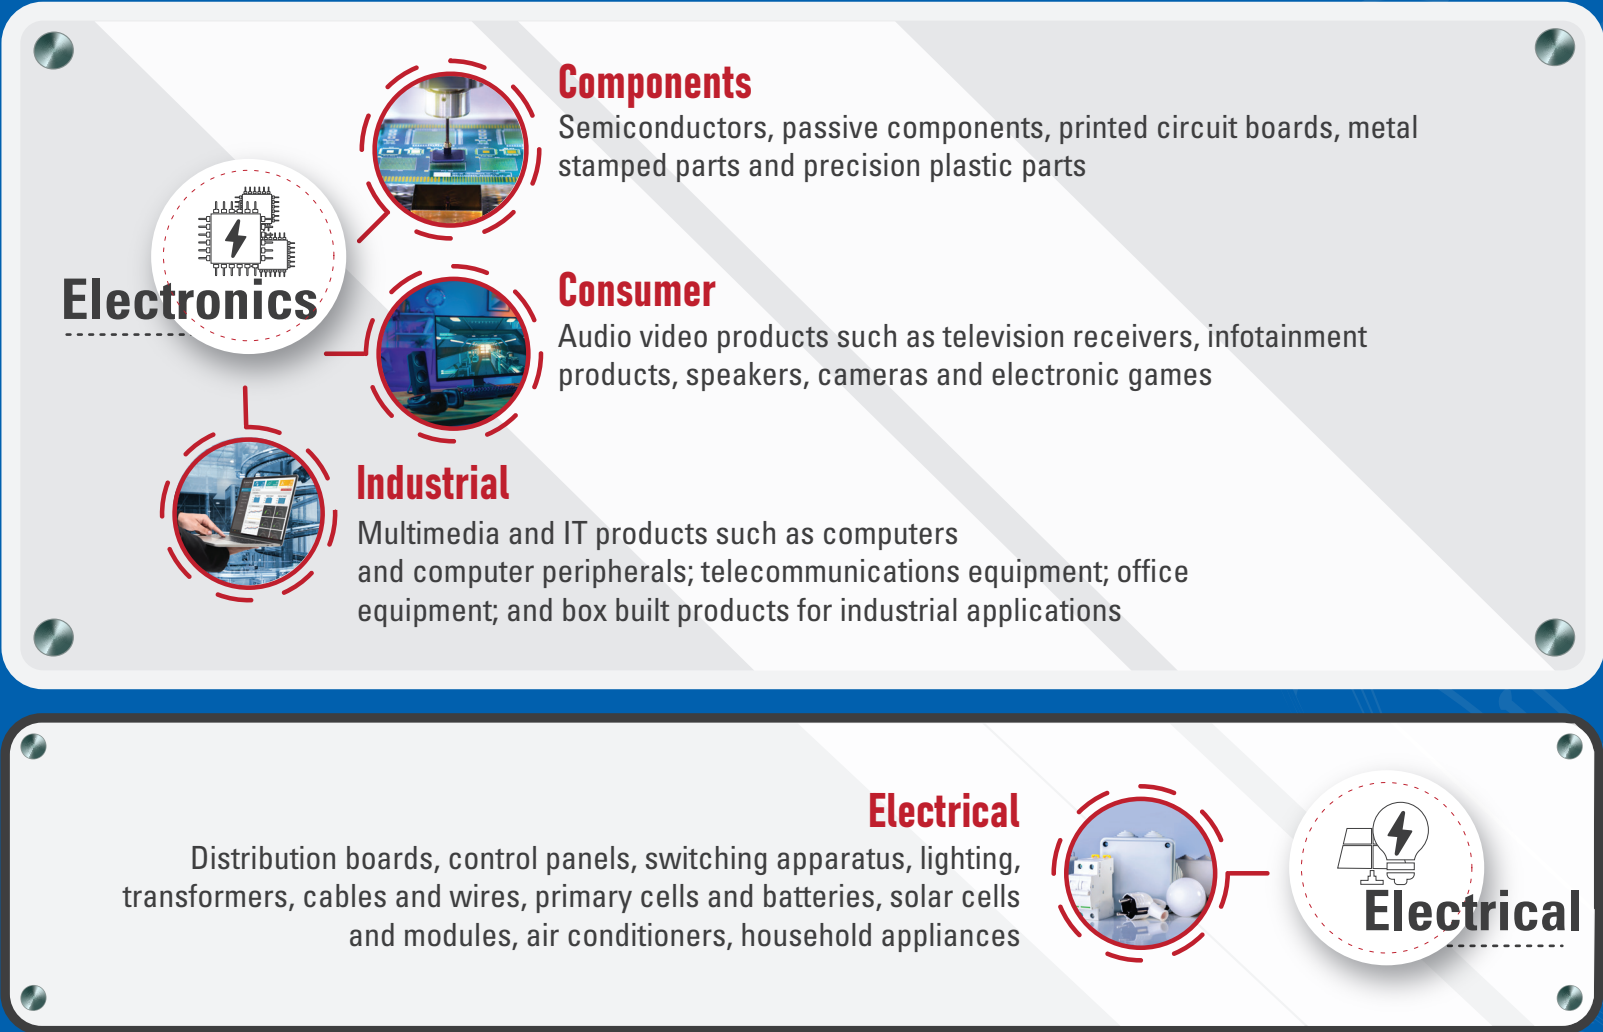 Components
Semiconductors, passive components, printed circuit boards, metal
stamped parts and precision plastic parts
Electronics
Consumer
Audio video products such as television receivers, infotainment
products, speakers, cameras and electronic games
Industrial
Multimedia and IT products such as computers
and computer peripherals; telecommunications equipment; office
equipment; and box built products for industrial applications
Electrical
Distribution boards, control panels, switching apparatus, lighting,
transformers, cables and wires, primary cells and batteries, solar cells
and modules, air conditioners, household appliances
Electrical